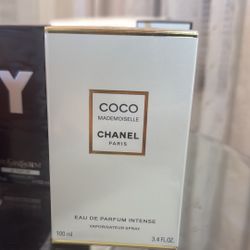 Y
COCO
MADEMOISELLE
CHANEL
PARIS
EAU DE PARFUM INTENSE
VAPORISATEUR SPRAY
100 ml
3.4 FL.OZ.